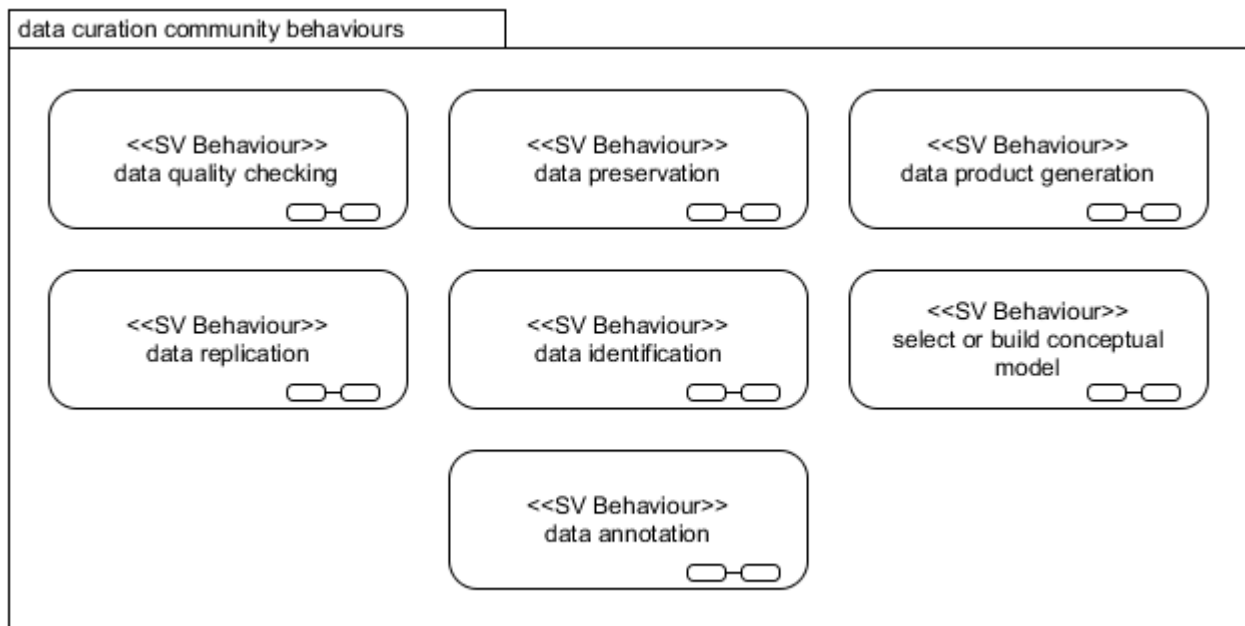 data curation community behaviours
<<SV Behaviour>>
data quality checking
<<SV Behaviour>>
data preservation
<<SV Behaviour>>
data product generation
<<SV Behaviour>>
data replication
<<SV Behaviour>>
data identification
<<SV Behaviour>>
select or build conceptual
model
<<SV Behaviour>>
data annotation